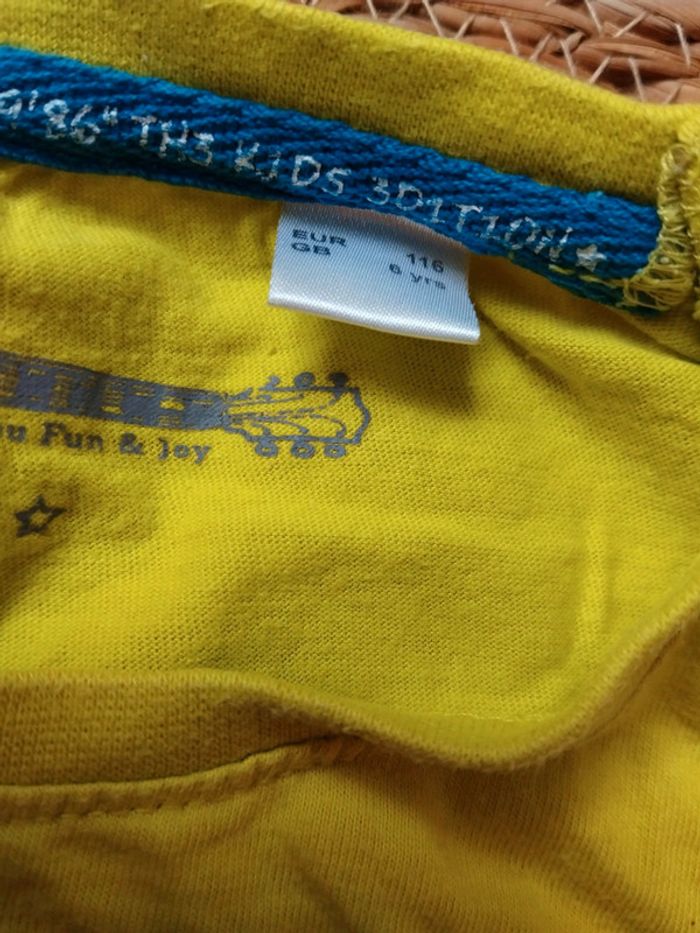 '86" TH3 KIDS 3D1T1ON
EUR 116
GB 6 yrs
Fun & Joy